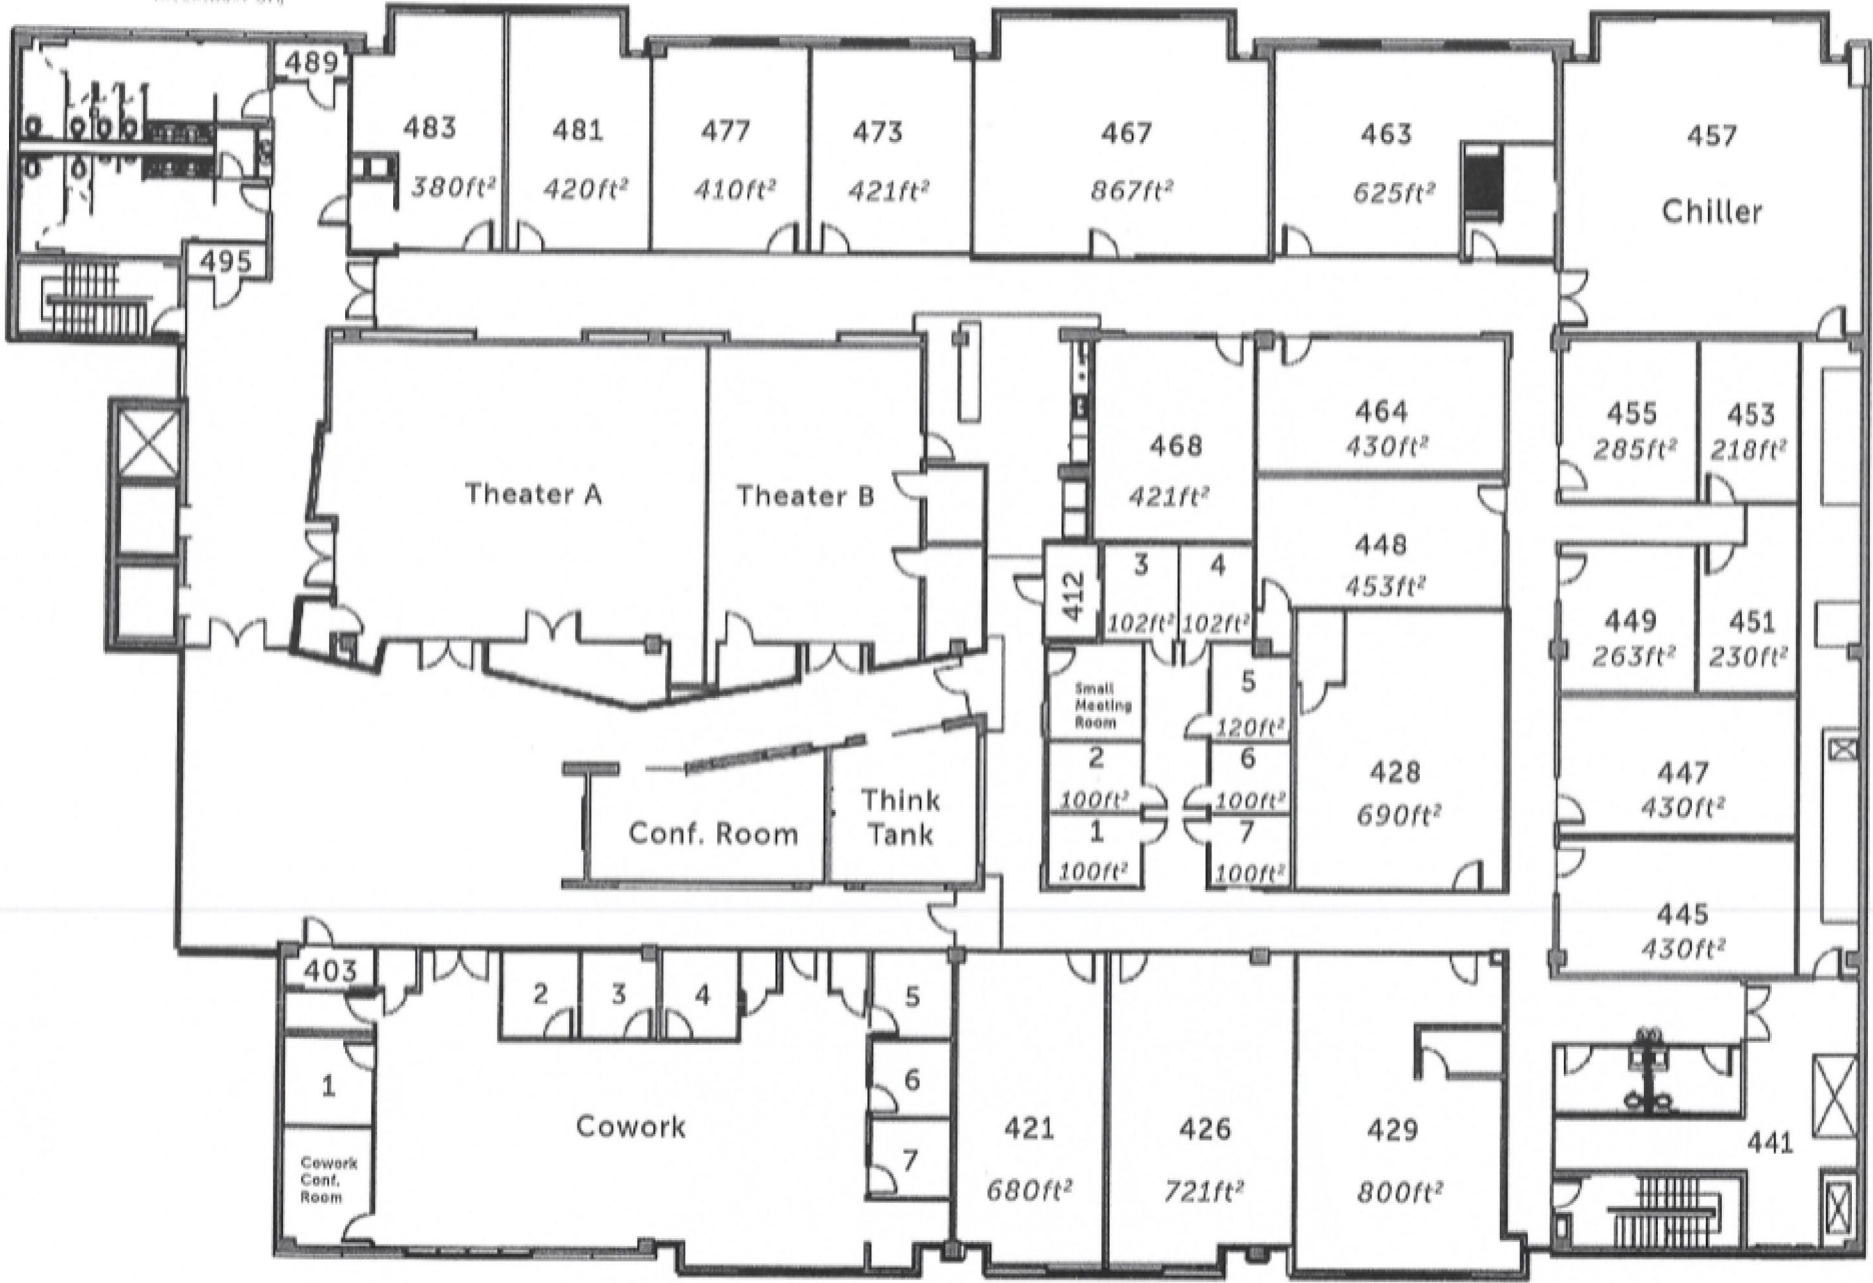 489
483
380ft²
481
420ft²
477
410ft²
473
421ft²
467
867ft²
463
625ft²
457
Chiller
495
Theater A
Theater B
468
421ft²
464
430ft²
448
453ft²
455
285ft²
453
218ft²
449
263ft²
451
230ft²
412
3
102ft²
4
102ft²
Small
Meeting
Room
5
120ft²
2
100ft²
6
100ft²
1
100ft²
7
100ft²
428
690ft²
447
430ft²
445
430ft²
Conf. Room
Think
Tank
403
2
3
4
5
1
6
7
Cowork
Cowork
Conf.
Room
421
680ft²
426
721ft²
429
800ft²
441